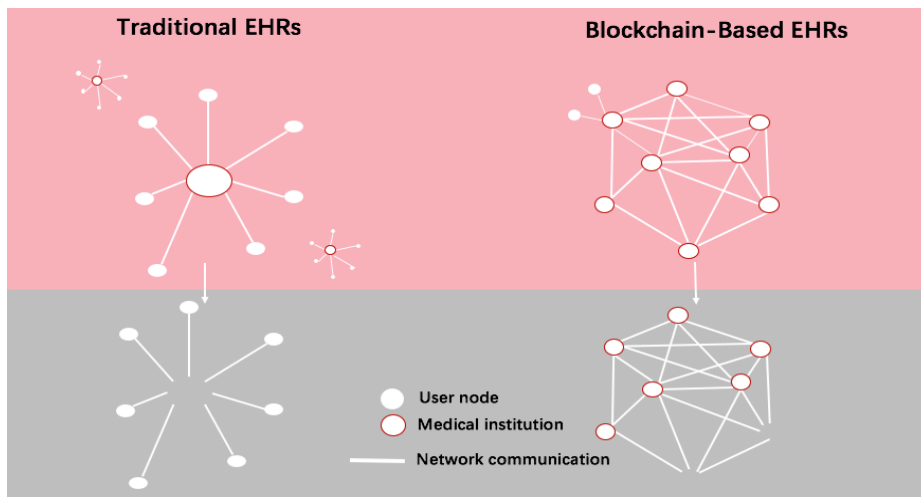 Traditional EHRs
Blockchain-Based EHRs
User node
Medical institution
Network communication